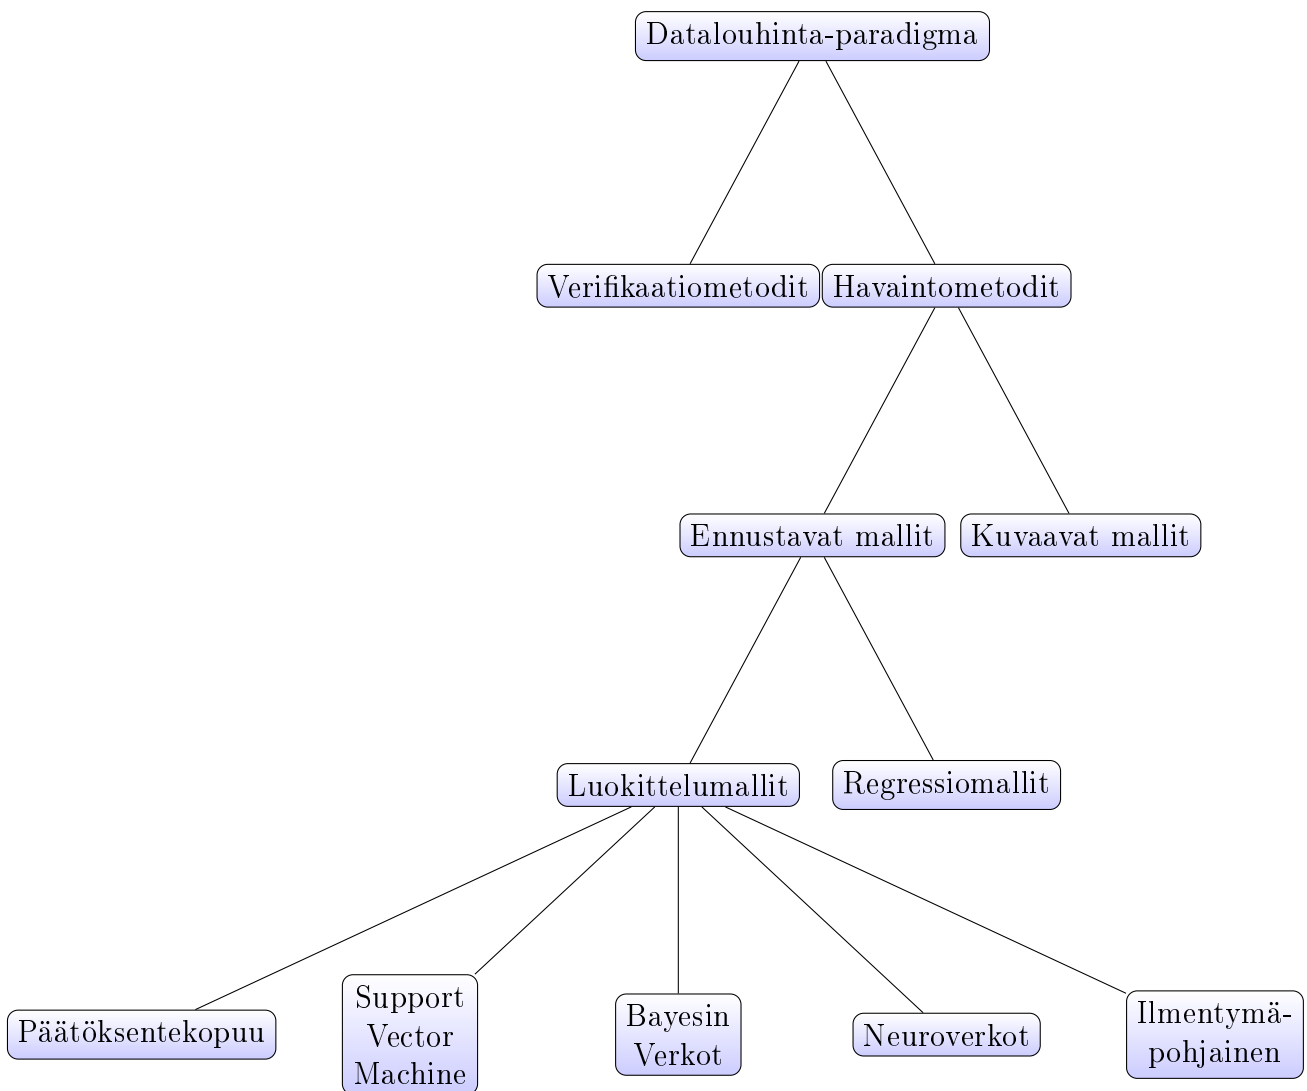 Datalouhinta-paradigma
Verifikaatiometodit
Havaintometodit
Ennustavat mallit
Kuvaavat mallit
Luokittelumallit
Regressiomallit
Päätöksentekopuu
Support
Vector
Machine
Bayesin
Verkot
Neuroverkot
Ilmentymä-
pohjainen